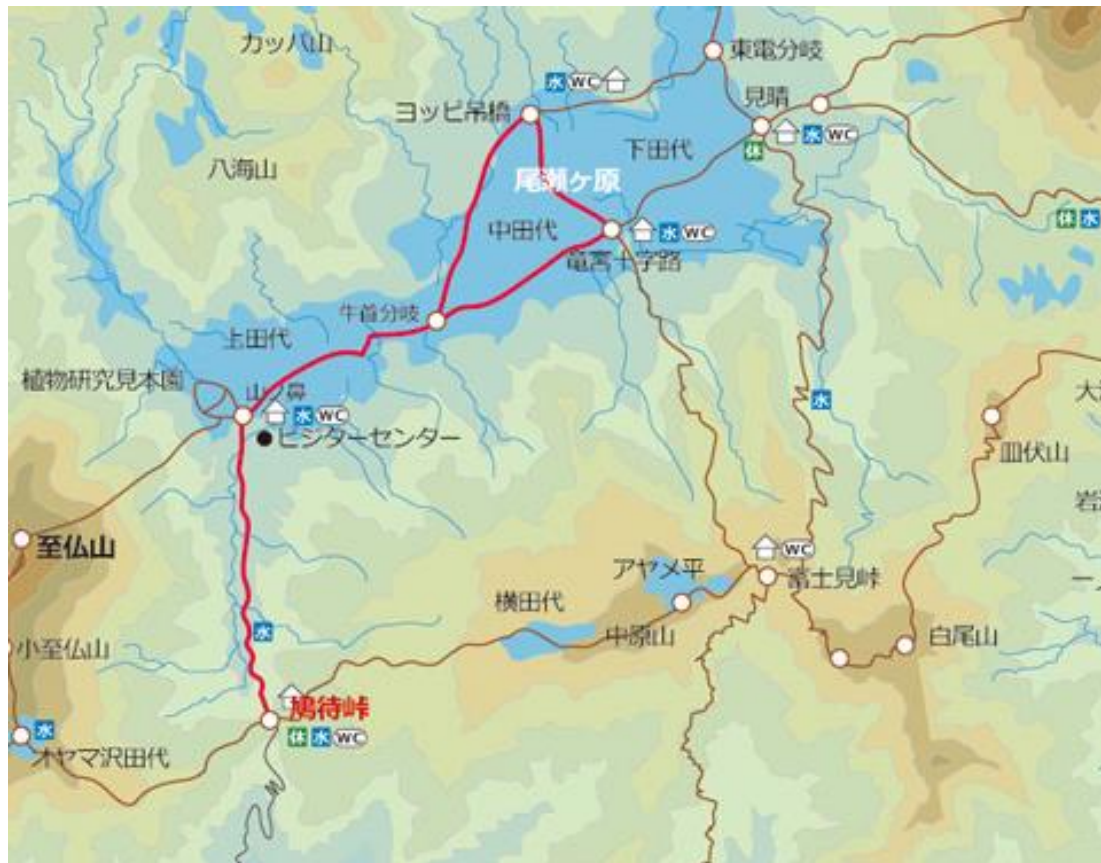 カッパ山
東電分岐
水 WC
ヨッピ吊橋
見晴
水 WC
休
下田代
八海山
尾瀬ヶ原
休 水
中田代
水 WC
竜宮十字路
牛首分岐
上田代
植物研究見本園
山ノ鼻
水 WC
ビジターセンター
水
皿伏山
至仏山
WC
アヤメ平
富士見峠
横田代
中原山
水
小至仏山
白尾山
鳩待峠
休 水 WC
水
オヤマ沢田代